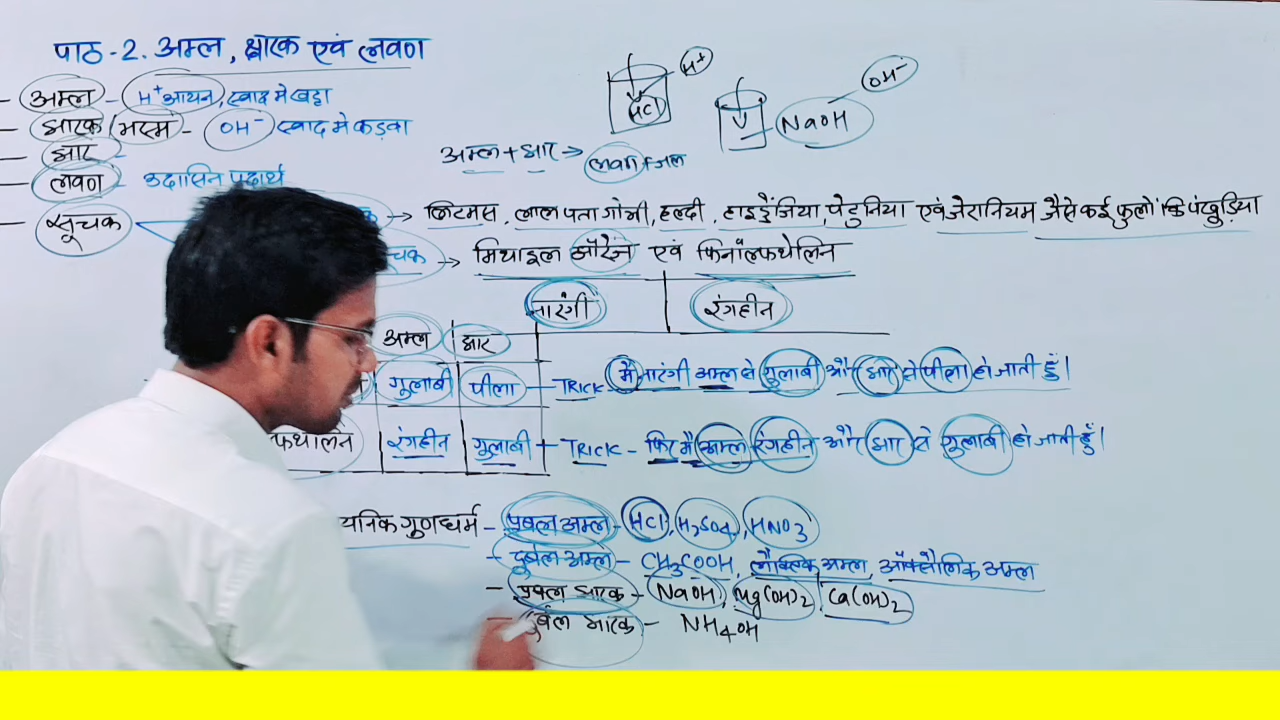 पाठ-2. अम्ल, क्षारक एवं लवण
- अम्ल - H⁺ आयन, स्वाद मे खट्टा
- क्षारक/भस्म - OH⁻ स्वाद मे कड़वा
- क्षार -
- लवण - उदासिन पदार्थ
- सूचक
HCl H⁺
NaOH OH⁻
अम्ल + क्षार → लवण + जल
→ लिटमस, लाल पत्ता गोभी, हल्दी, हाइड्रेंजिया, पेटुनिया एवं जेरानियम जैसे कई फुलों कि पंखुड़िया
चक → मिथाइल ऑरेंज एवं फिनॉल्फथेलिन
नारंगी रंगहीन
अम्ल क्षार
गुलाबी पीला - TRICK मैं नारंगी अम्ल से गुलाबी और क्षार से पीला हो जाती हूँ।
फथालिन रंगहीन गुलाबी - TRICK - फिर मैं अम्ल रंगहीन और क्षार से गुलाबी हो जाती हूँ।
यनिक गुणधर्म - प्रबल अम्ल - HCl, H₂SO₄, HNO₃
- दुर्बल अम्ल - CH₃COOH, लैक्टिक अम्ल, ऑक्सैलिक अम्ल
- प्रबल क्षारक - NaOH, Mg(OH)₂, Ca(OH)₂
- दुर्बल क्षारक - NH₄OH